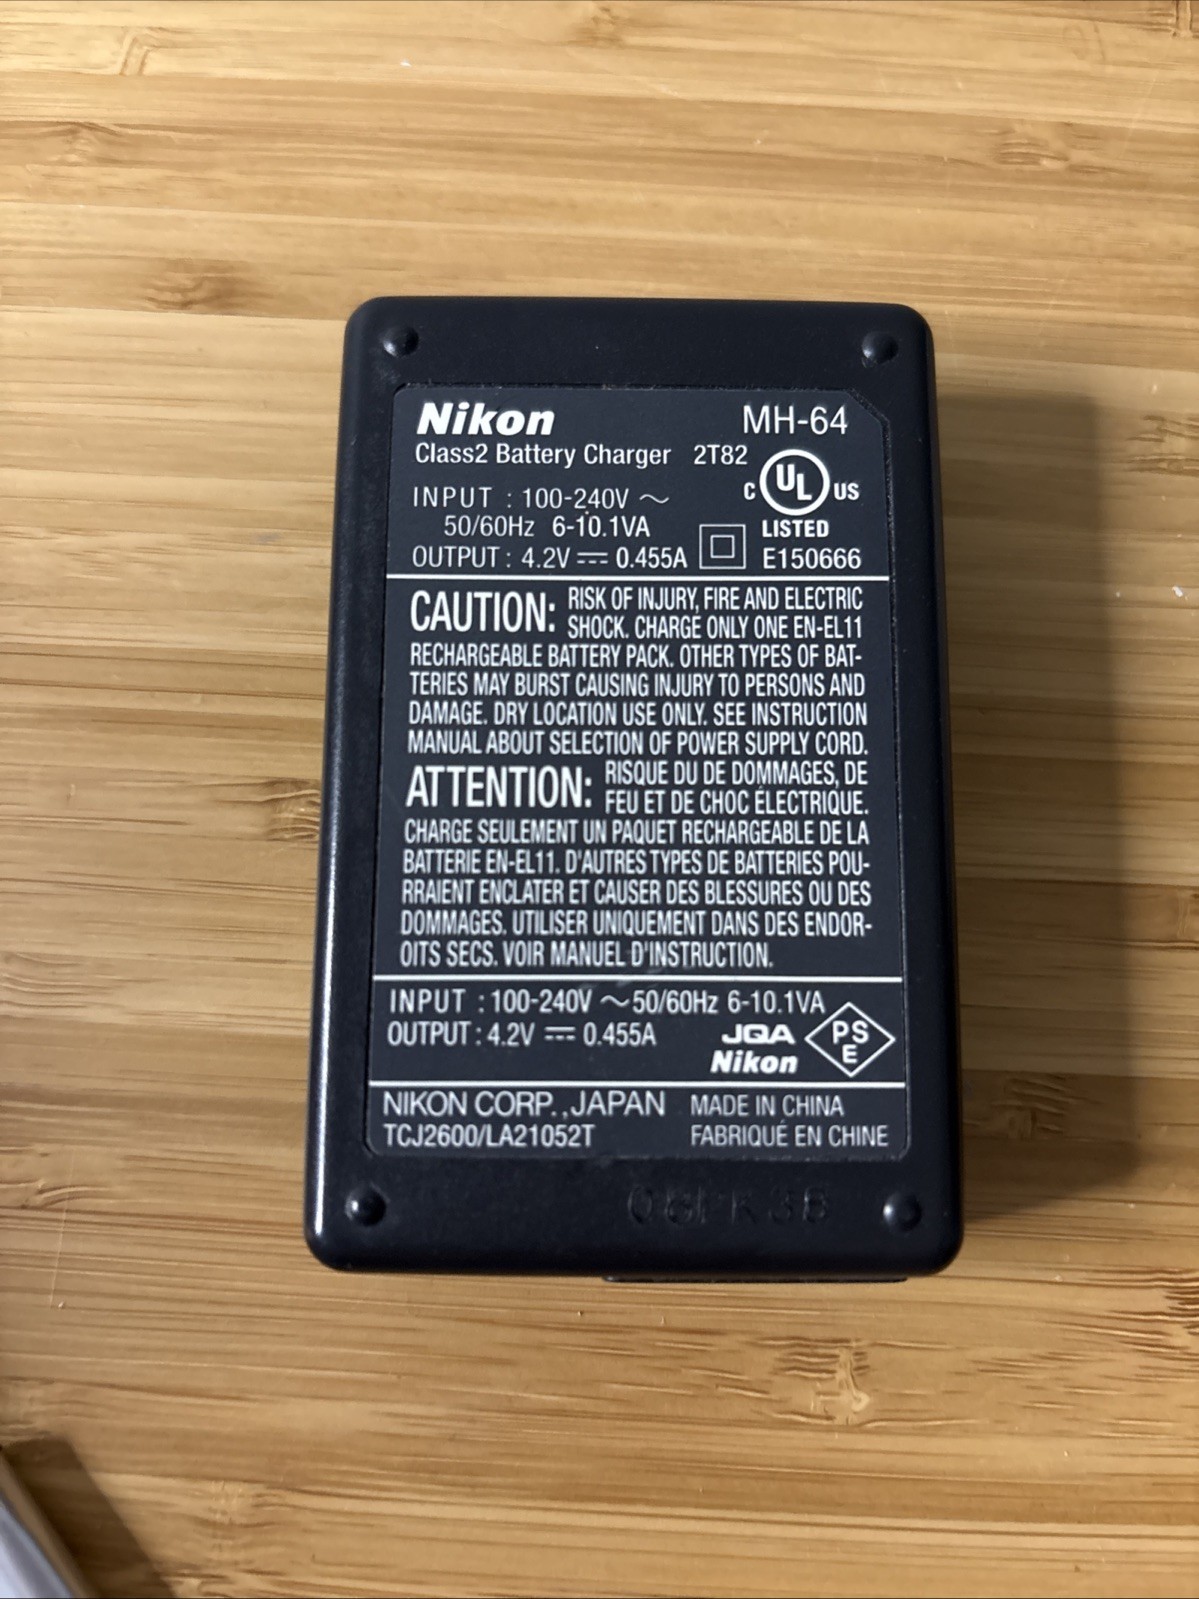 Nikon MH-64
Class2 Battery Charger 2T82
C UL US
INPUT : 100-240V ～
50/60Hz 6-10.1VA
LISTED
OUTPUT : 4.2V ⎓ 0.455A E150666
CAUTION: RISK OF INJURY, FIRE AND ELECTRIC
SHOCK. CHARGE ONLY ONE EN-EL11
RECHARGEABLE BATTERY PACK. OTHER TYPES OF BAT-
TERIES MAY BURST CAUSING INJURY TO PERSONS AND
DAMAGE. DRY LOCATION USE ONLY. SEE INSTRUCTION
MANUAL ABOUT SELECTION OF POWER SUPPLY CORD.
ATTENTION: RISQUE DU DE DOMMAGES, DE
FEU ET DE CHOC ÉLECTRIQUE.
CHARGE SEULEMENT UN PAQUET RECHARGEABLE DE LA
BATTERIE EN-EL11. D'AUTRES TYPES DE BATTERIES POU-
RRAIENT ENCLATER ET CAUSER DES BLESSURES OU DES
DOMMAGES. UTILISER UNIQUEMENT DANS DES ENDOR-
OITS SECS. VOIR MANUEL D'INSTRUCTION.
INPUT : 100-240V ～ 50/60Hz 6-10.1VA
OUTPUT : 4.2V ⎓ 0.455A JQA PS
Nikon E
NIKON CORP.,JAPAN MADE IN CHINA
TCJ2600/LA21052T FABRIQUÉ EN CHINE